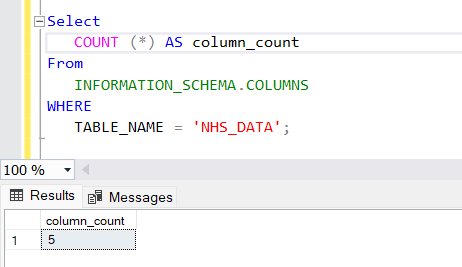 Select
COUNT (*) AS column_count
From
INFORMATION_SCHEMA.COLUMNS
WHERE
TABLE_NAME = 'NHS_DATA';
100 %
Results Messages
column_count
1 5